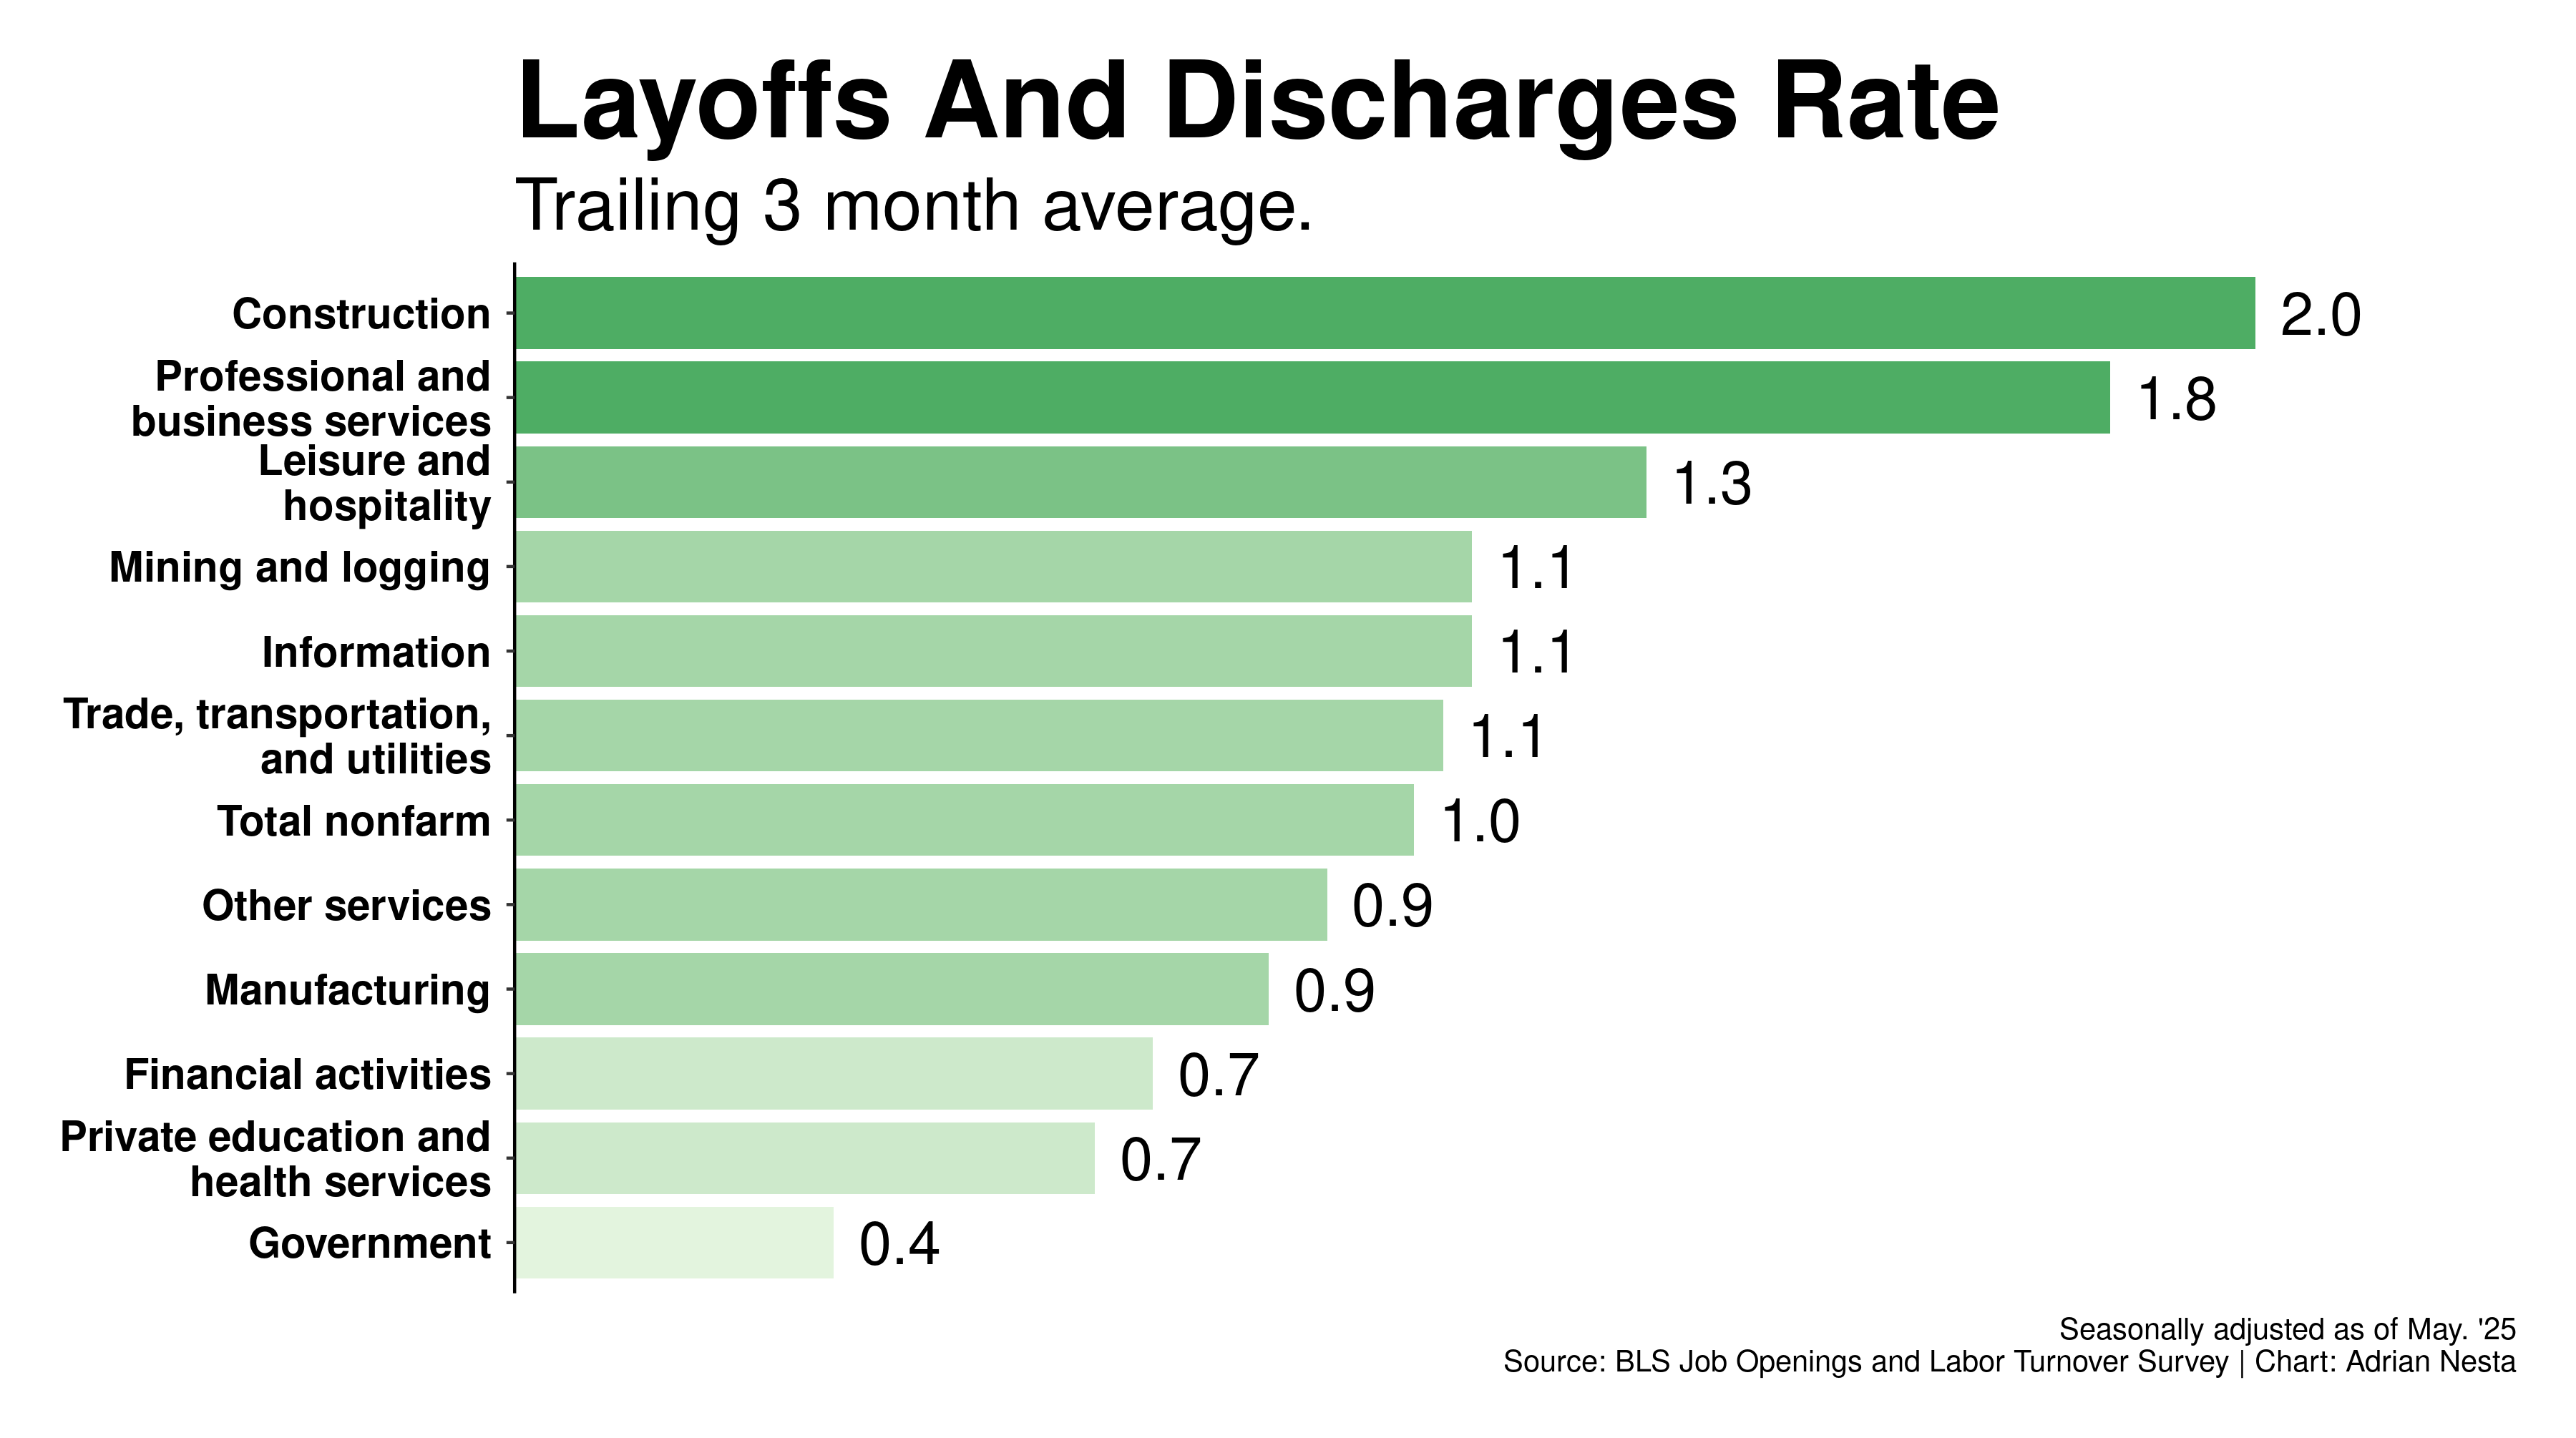 Layoffs And Discharges Rate
Trailing 3 month average.
Construction
2.0
Professional and
business services
1.8
Leisure and
hospitality
1.3
Mining and logging
1.1
Information
1.1
Trade, transportation,
and utilities
1.1
Total nonfarm
1.0
Other services
0.9
Manufacturing
0.9
Financial activities
0.7
Private education and
health services
0.7
Government
0.4
Seasonally adjusted as of May. '25
Source: BLS Job Openings and Labor Turnover Survey | Chart: Adrian Nesta